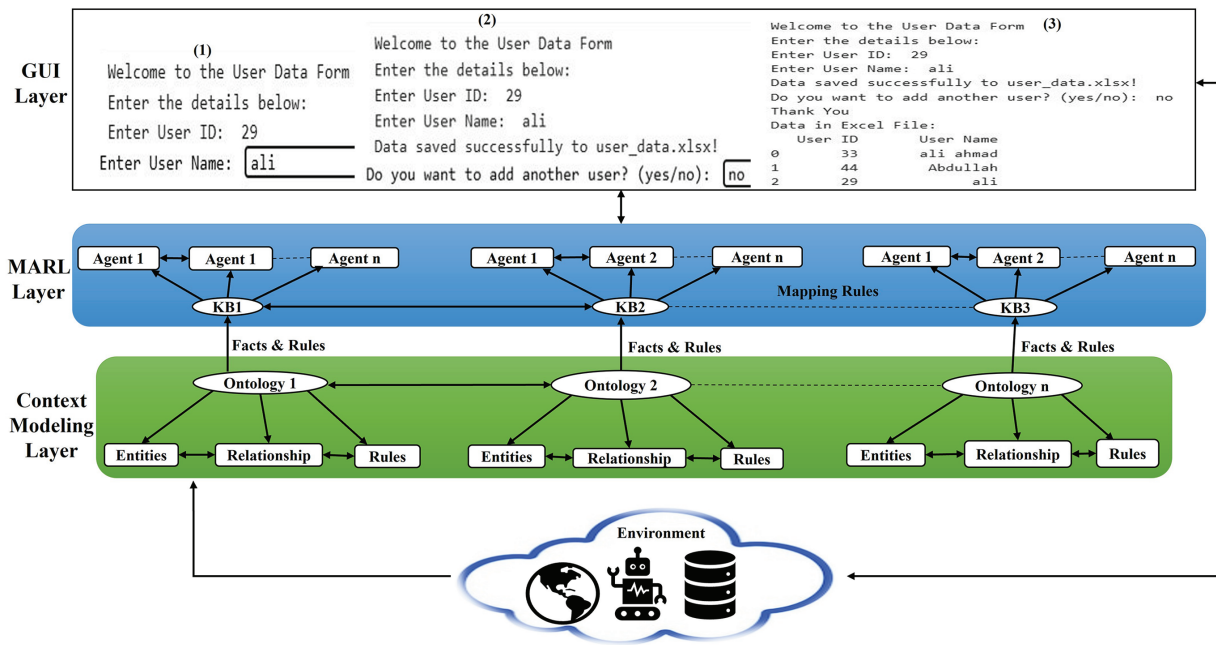 GUI
Layer
(1)
Welcome to the User Data Form
Enter the details below:
Enter User ID: 29
Enter User Name: ali
(2)
Welcome to the User Data Form
Enter the details below:
Enter User ID: 29
Enter User Name: ali
Data saved successfully to user_data.xlsx!
Do you want to add another user? (yes/no): no
(3)
Welcome to the User Data Form
Enter the details below:
Enter User ID: 29
Enter User Name: ali
Data saved successfully to user_data.xlsx!
Do you want to add another user? (yes/no): no
Thank You
Data in Excel File:
User ID User Name
0 33 ali ahmad
1 44 Abdullah
2 29 ali
MARL
Layer
Agent 1 Agent 1 Agent n
Agent 1 Agent 2 Agent n
Agent 1 Agent 2 Agent n
Mapping Rules
KB1 KB2 KB3
Facts & Rules Facts & Rules Facts & Rules
Context
Modeling
Layer
Ontology 1 Ontology 2 Ontology n
Entities Relationship Rules
Entities Relationship Rules
Entities Relationship Rules
Environment